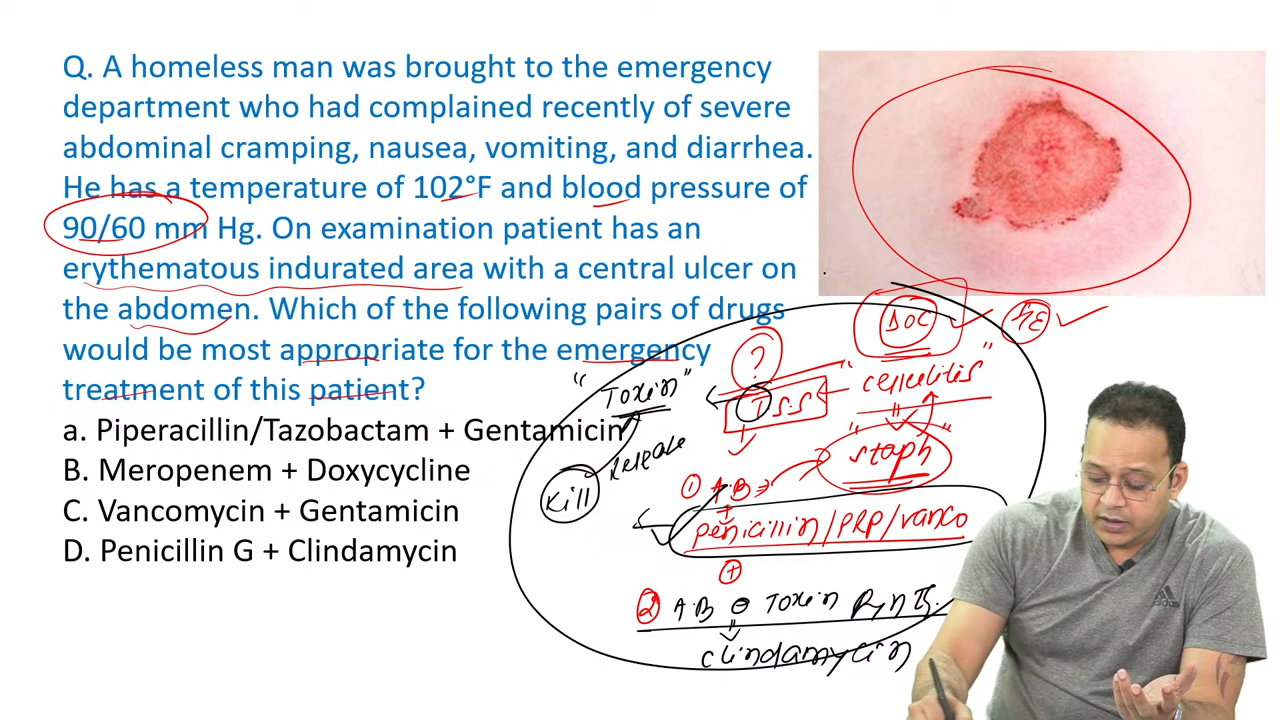 Q. A homeless man was brought to the emergency
department who had complained recently of severe
abdominal cramping, nausea, vomiting, and diarrhea.
He has a temperature of 102°F and blood pressure of
90/60 mm Hg. On examination patient has an
erythematous indurated area with a central ulcer on
the abdomen. Which of the following pairs of drugs
would be most appropriate for the emergency
treatment of this patient?
a. Piperacillin/Tazobactam + Gentamicin
B. Meropenem + Doxycycline
C. Vancomycin + Gentamicin
D. Penicillin G + Clindamycin
DOC
?
"Toxin"
T.S.S
"cellulitis"
Release
"staph"
Kill
① A.B
+
penicillin/PRP/vanco
+
② A.B ⊖ Toxin
clindamycin
adidas